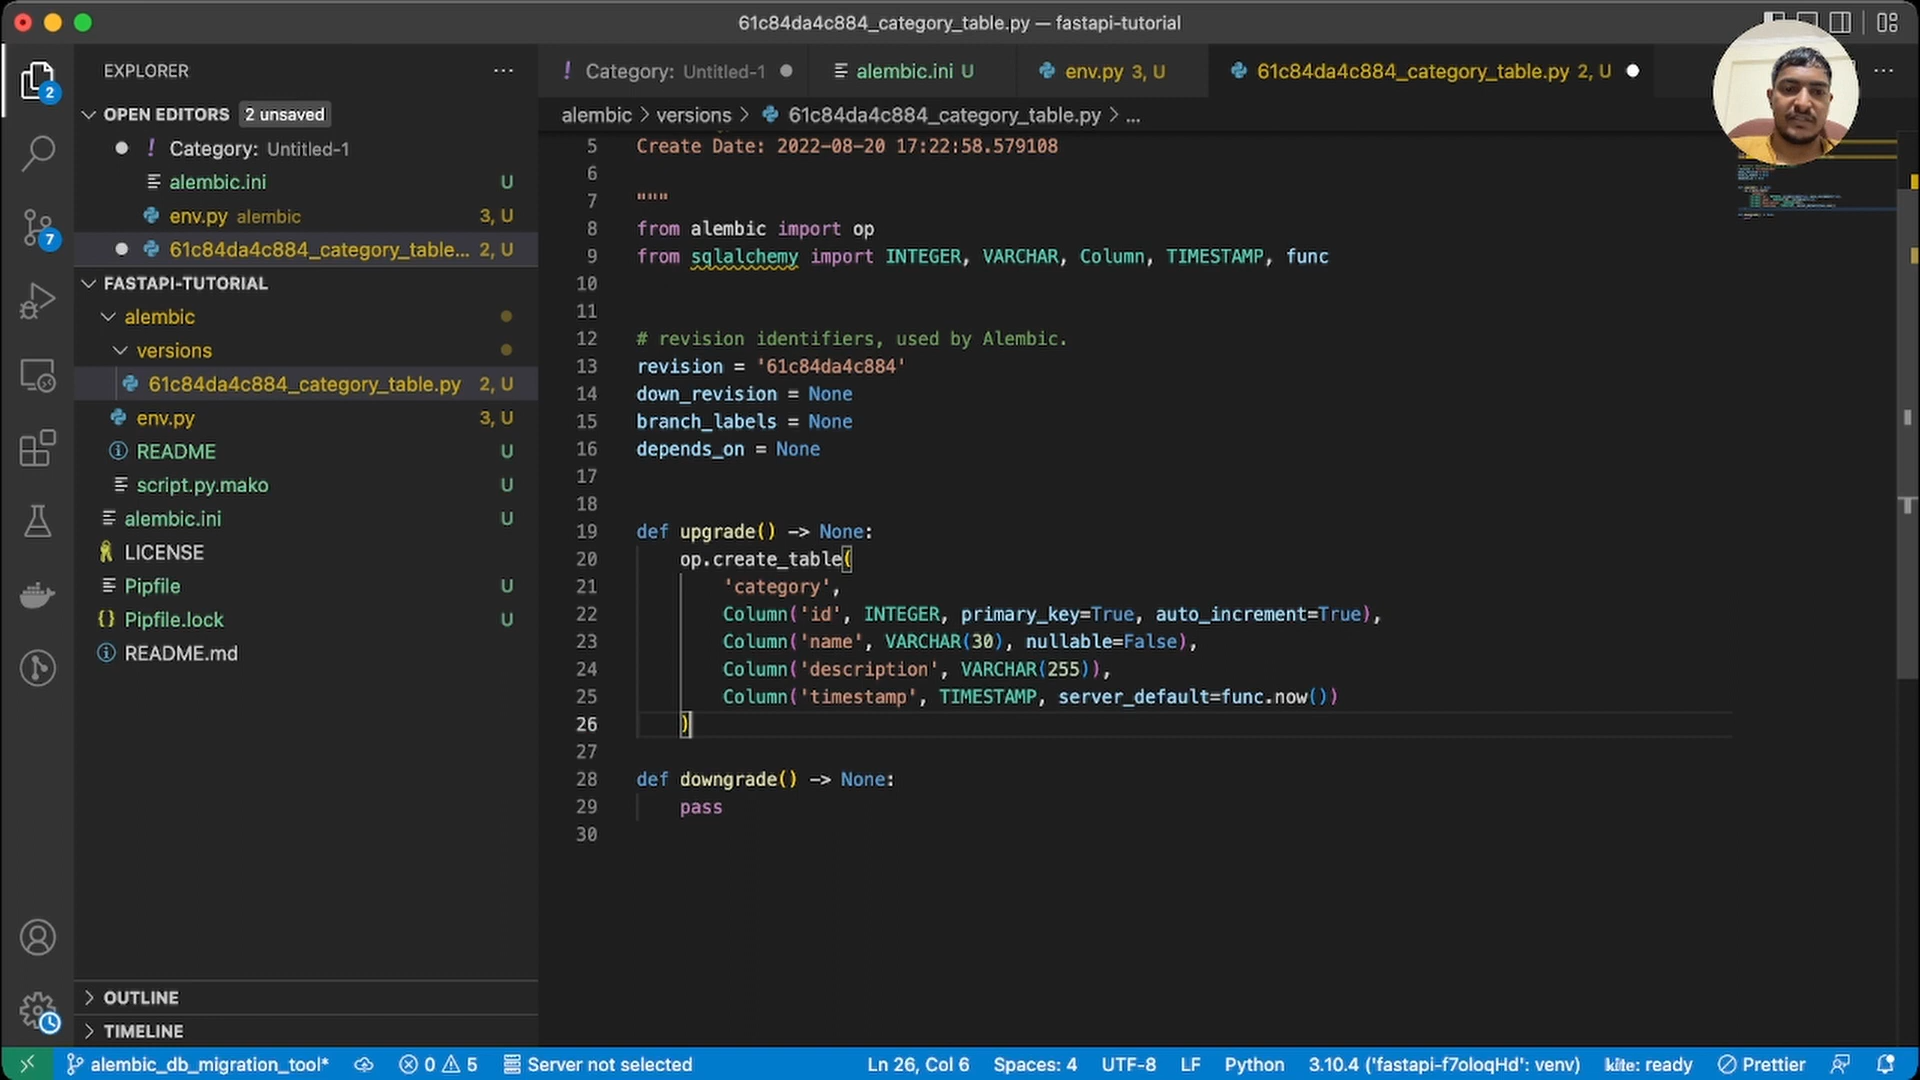 61c84da4c884_category_table.py — fastapi-tutorial
EXPLORER
OPEN EDITORS 2 unsaved
! Category: Untitled-1
alembic.ini U
env.py alembic 3, U
61c84da4c884_category_table... 2, U
FASTAPI-TUTORIAL
alembic
versions
61c84da4c884_category_table.py 2, U
env.py 3, U
README U
script.py.mako U
alembic.ini U
LICENSE
Pipfile U
{} Pipfile.lock U
README.md
OUTLINE
TIMELINE
2
7
! Category: Untitled-1
alembic.ini U
env.py 3, U
61c84da4c884_category_table.py 2, U
alembic > versions > 61c84da4c884_category_table.py > ...
5 Create Date: 2022-08-20 17:22:58.579108
6
7 """
8 from alembic import op
9 from sqlalchemy import INTEGER, VARCHAR, Column, TIMESTAMP, func
10
11
12 # revision identifiers, used by Alembic.
13 revision = '61c84da4c884'
14 down_revision = None
15 branch_labels = None
16 depends_on = None
17
18
19 def upgrade() -> None:
20 op.create_table(
21 'category',
22 Column('id', INTEGER, primary_key=True, auto_increment=True),
23 Column('name', VARCHAR(30), nullable=False),
24 Column('description', VARCHAR(255)),
25 Column('timestamp', TIMESTAMP, server_default=func.now())
26 )
27
28 def downgrade() -> None:
29 pass
30
alembic_db_migration_tool* 0 5 Server not selected Ln 26, Col 6 Spaces: 4 UTF-8 LF Python 3.10.4 ('fastapi-f7oloqHd': venv) kite: ready Prettier